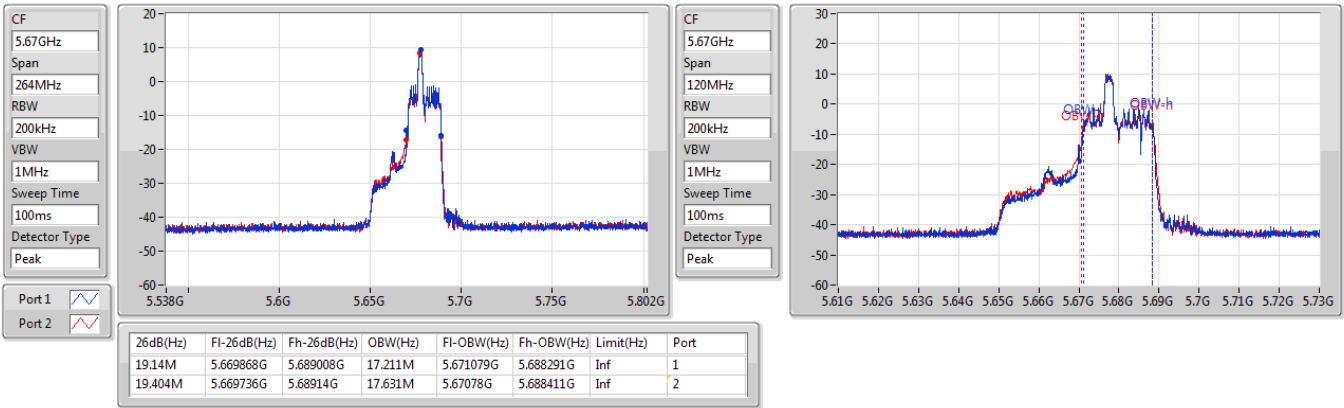 CF
5.67GHz
Span
264MHz
RBW
200kHz
VBW
1MHz
Sweep Time
100ms
Detector Type
Peak
Port 1
Port 2
20
10
0
-10
-20
-30
-40
-50
-60
5.538G 5.6G 5.65G 5.7G 5.75G 5.802G
CF
5.67GHz
Span
120MHz
RBW
200kHz
VBW
1MHz
Sweep Time
100ms
Detector Type
Peak
30
20
10
0
-10
-20
-30
-40
-50
-60
OBW-h
5.61G 5.62G 5.63G 5.64G 5.65G 5.66G 5.67G 5.68G 5.69G 5.7G 5.71G 5.72G 5.73G
26dB(Hz) Fl-26dB(Hz) Fh-26dB(Hz) OBW(Hz) Fl-OBW(Hz) Fh-OBW(Hz) Limit(Hz) Port
19.14M 5.669868G 5.689008G 17.211M 5.671079G 5.688291G Inf 1
19.404M 5.669736G 5.68914G 17.631M 5.67078G 5.688411G Inf 2